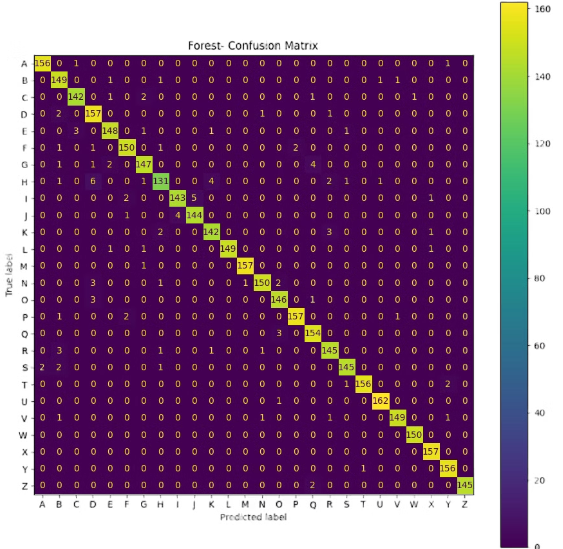 Forest- Confusion Matrix
A 156 0 1 0 0 0 0 0 0 0 0 0 0 0 0 0 0 0 0 0 0 0 0 0 1 0
B 0 149 0 0 1 0 0 1 0 0 0 0 0 0 0 0 0 0 0 0 1 1 0 0 0 0
C 0 0 142 0 1 0 2 0 0 0 0 0 0 0 0 0 1 0 0 0 0 0 1 0 0 0
D 0 2 0 157 0 0 0 0 0 0 0 0 0 1 0 0 0 1 0 0 0 0 0 0 0 0
E 0 0 3 0 148 0 1 0 0 0 1 0 0 0 0 0 0 0 1 0 0 0 0 0 0 0
F 0 1 0 1 0 150 0 1 0 0 0 0 0 0 0 2 0 0 0 0 0 0 0 0 0 0
G 0 1 0 1 2 0 147 0 0 0 0 0 0 0 0 0 4 0 0 0 0 0 0 0 0 0
H 0 1 0 6 0 0 1 131 0 0 4 0 0 0 0 0 0 2 1 0 1 0 0 0 0 0
I 0 0 0 0 0 2 0 0 143 5 0 0 0 0 0 0 0 0 0 0 0 0 0 1 0 0
J 0 0 0 0 0 1 0 0 4 144 0 0 0 0 0 0 0 0 0 0 0 0 0 0 0 0
K 0 0 0 0 0 0 0 2 0 0 142 0 0 0 0 0 0 3 0 0 0 0 0 1 0 0
L 0 0 0 0 1 0 1 0 0 0 0 149 0 0 0 0 0 0 0 0 0 0 0 1 0 0
M 0 0 0 0 0 0 1 0 0 0 0 0 157 0 0 0 0 0 0 0 0 0 0 0 0 0
N 0 0 0 3 0 0 0 1 0 0 0 0 1 150 2 0 0 0 0 0 0 0 0 0 0 0
O 0 0 0 3 0 0 0 0 0 0 0 0 0 0 146 0 1 0 0 0 0 0 0 0 0 0
P 0 1 0 0 0 2 0 0 0 0 0 0 0 0 0 157 0 0 0 0 0 1 0 0 0 0
Q 0 0 0 0 0 0 0 0 0 0 0 0 0 0 3 0 154 0 0 0 0 0 0 0 0 0
R 0 3 0 0 0 0 0 1 0 0 1 0 0 1 0 0 0 145 0 0 0 0 0 0 0 0
S 2 2 0 0 0 0 0 1 0 0 0 0 0 0 0 0 0 0 145 0 0 0 0 0 0 0
T 0 0 0 0 0 0 0 0 0 0 0 0 0 0 0 0 0 0 1 156 0 0 0 0 2 0
U 0 0 0 0 0 0 0 0 0 0 0 0 0 0 1 0 0 0 0 0 162 0 0 0 0 0
V 0 1 0 0 0 0 0 0 0 0 0 0 0 1 0 0 0 1 0 0 0 149 0 0 1 0
W 0 0 0 0 0 0 0 0 0 0 0 0 0 0 0 0 0 0 0 0 0 0 150 0 0 0
X 0 0 0 0 0 0 0 0 0 0 0 0 0 0 0 0 0 0 0 0 0 0 0 157 0 0
Y 0 0 0 0 0 0 0 0 0 0 0 0 0 0 0 0 0 0 0 1 0 0 0 0 156 0
Z 0 0 0 0 0 0 0 0 0 0 0 0 0 0 0 0 2 0 0 0 0 0 0 0 0 145
A B C D E F G H I J K L M N O P Q R S T U V W X Y Z
Predicted label
True label
160
140
120
100
80
60
40
20
0